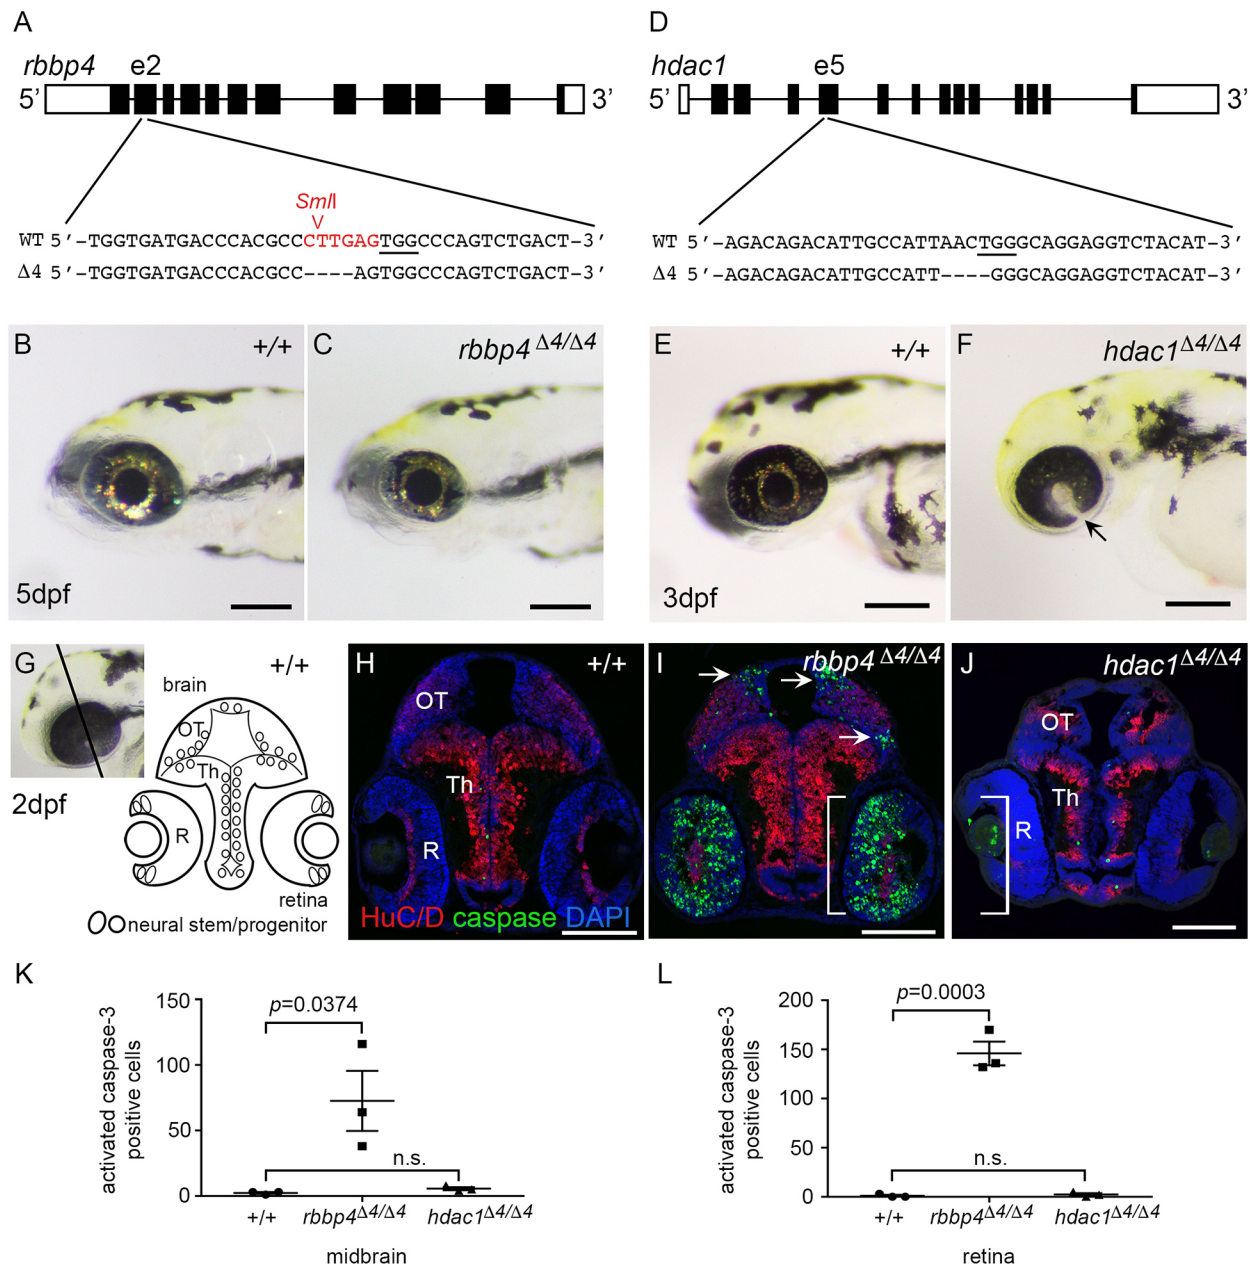 A
rbbp4 e2
5’ 3’
SmlI
V
WT 5’-TGGTGATGACCCACGCCCTTGAGTGGCCCAGTCTGACT-3’
Δ4 5’-TGGTGATGACCCACGCC----AGTGGCCCAGTCTGACT-3’
D
hdac1 e5
5’ 3’
WT 5’-AGACAGACATTGCCATTAACTGGGCAGGAGGTCTACAT-3’
Δ4 5’-AGACAGACATTGCCATT----GGGCAGGAGGTCTACAT-3’
B +/+
5dpf
C rbbp4 Δ4/Δ4
E +/+
3dpf
F hdac1Δ4/Δ4
G +/+
brain
OT
Th
R
2dpf
retina
neural stem/progenitor
H +/+
OT
Th
R
HuC/D caspase DAPI
I rbbp4 Δ4/Δ4
J hdac1Δ4/Δ4
OT
Th
R
K
activated caspase-3
positive cells
150
100
50
0
p=0.0374
n.s.
+/+ rbbp4Δ4/Δ4 hdac1Δ4/Δ4
midbrain
L
activated caspase-3
positive cells
200
150
100
50
0
p=0.0003
n.s.
+/+ rbbp4Δ4/Δ4 hdac1Δ4/Δ4
retina